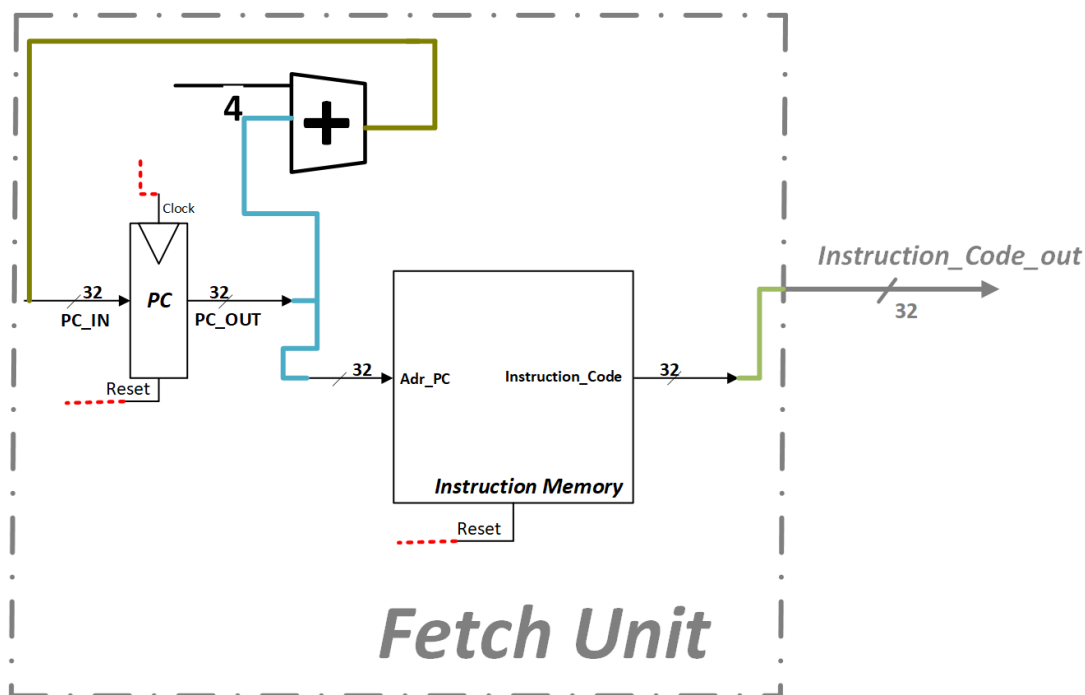 4
Clock
32
PC
32
PC_IN
PC_OUT
Reset
Instruction_Code_out
32
32
Adr_PC
Instruction_Code
32
Instruction Memory
Reset
Fetch Unit